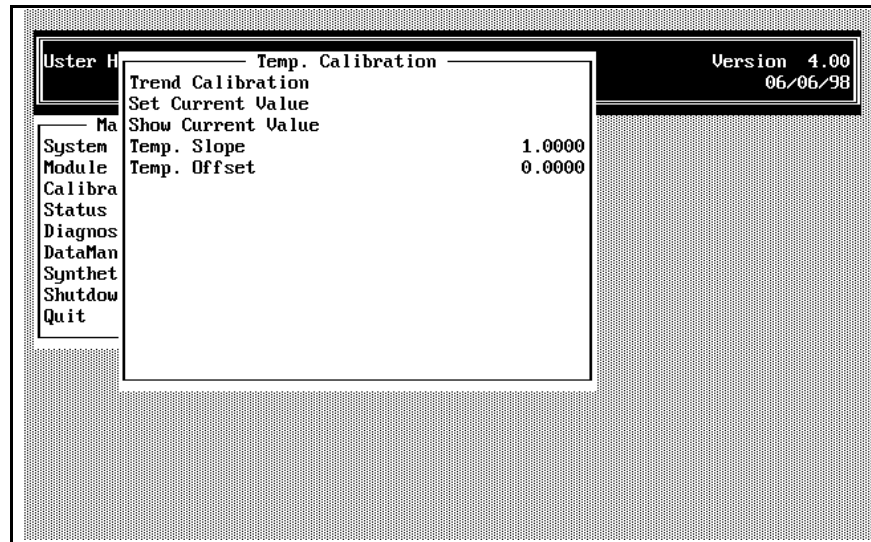 Uster H
Version 4.00
06/06/98
Temp. Calibration
Trend Calibration
Set Current Value
Show Current Value
Temp. Slope 1.0000
Temp. Offset 0.0000
Ma
System
Module
Calibra
Status
Diagnos
DataMan
Synthet
Shutdow
Quit